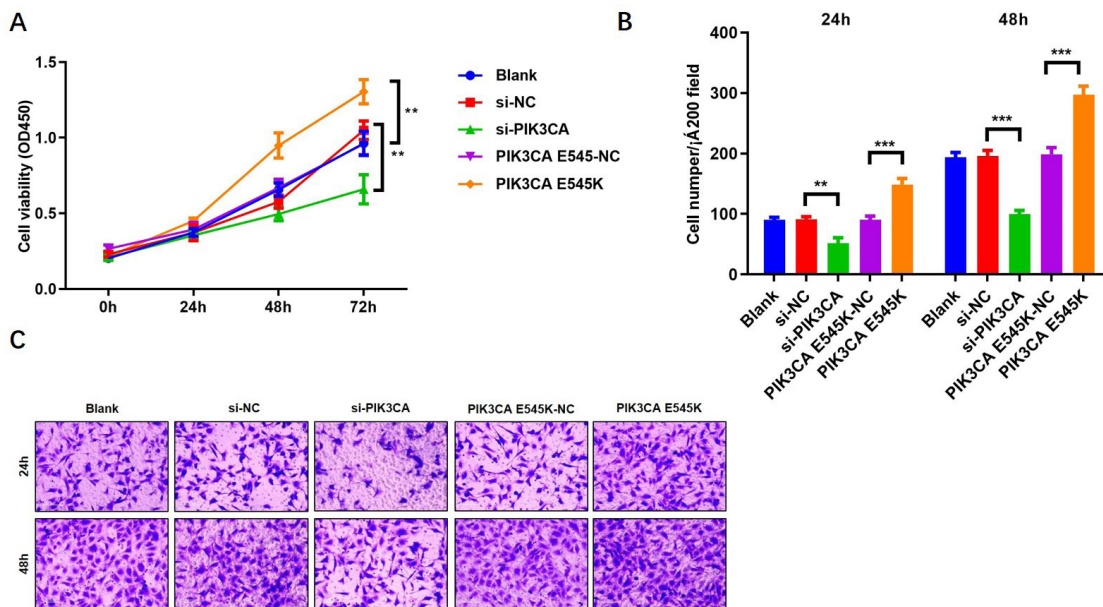 A
Cell viability (OD450)
1.5
1.0
0.5
0.0
0h
24h
48h
72h
**
**
Blank
si-NC
si-PIK3CA
PIK3CA E545-NC
PIK3CA E545K
B
24h
48h
Cell numper/¡Á200 field
400
300
200
100
0
**
***
***
***
Blank
si-NC
si-PIK3CA
PIK3CA E545K-NC
PIK3CA E545K
Blank
si-NC
si-PIK3CA
PIK3CA E545K-NC
PIK3CA E545K
C
Blank
si-NC
si-PIK3CA
PIK3CA E545K-NC
PIK3CA E545K
24h
48h